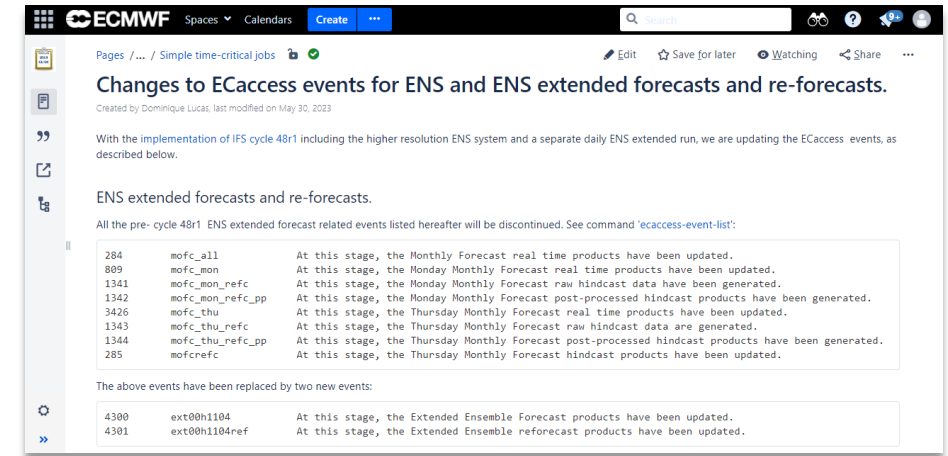 ECMWF Spaces Calendars Create ··· Search ? 9+
Pages /... / Simple time-critical jobs Edit Save for later Watching Share ···
Changes to ECaccess events for ENS and ENS extended forecasts and re-forecasts.
Created by Dominique Lucas, last modified on May 30, 2023
With the implementation of IFS cycle 48r1 including the higher resolution ENS system and a separate daily ENS extended run, we are updating the ECaccess events, as
described below.
ENS extended forecasts and re-forecasts.
All the pre- cycle 48r1 ENS extended forecast related events listed hereafter will be discontinued. See command 'ecaccess-event-list':
284 mofc_all At this stage, the Monthly Forecast real time products have been updated.
809 mofc_mon At this stage, the Monday Monthly Forecast real time products have been updated.
1341 mofc_mon_refc At this stage, the Monday Monthly Forecast raw hindcast data have been generated.
1342 mofc_mon_refc_pp At this stage, the Monday Monthly Forecast post-processed hindcast products have been generated.
3426 mofc_thu At this stage, the Thursday Monthly Forecast real time products have been updated.
1343 mofc_thu_refc At this stage, the Thursday Monthly Forecast raw hindcast data are generated.
1344 mofc_thu_refc_pp At this stage, the Thursday Monthly Forecast post-processed hindcast products have been generated.
285 mofcrefc At this stage, the Thursday Monthly Forecast hindcast products have been updated.
The above events have been replaced by two new events:
4300 ext00h1104 At this stage, the Extended Ensemble Forecast products have been updated.
4301 ext00h1104ref At this stage, the Extended Ensemble reforecast products have been updated.